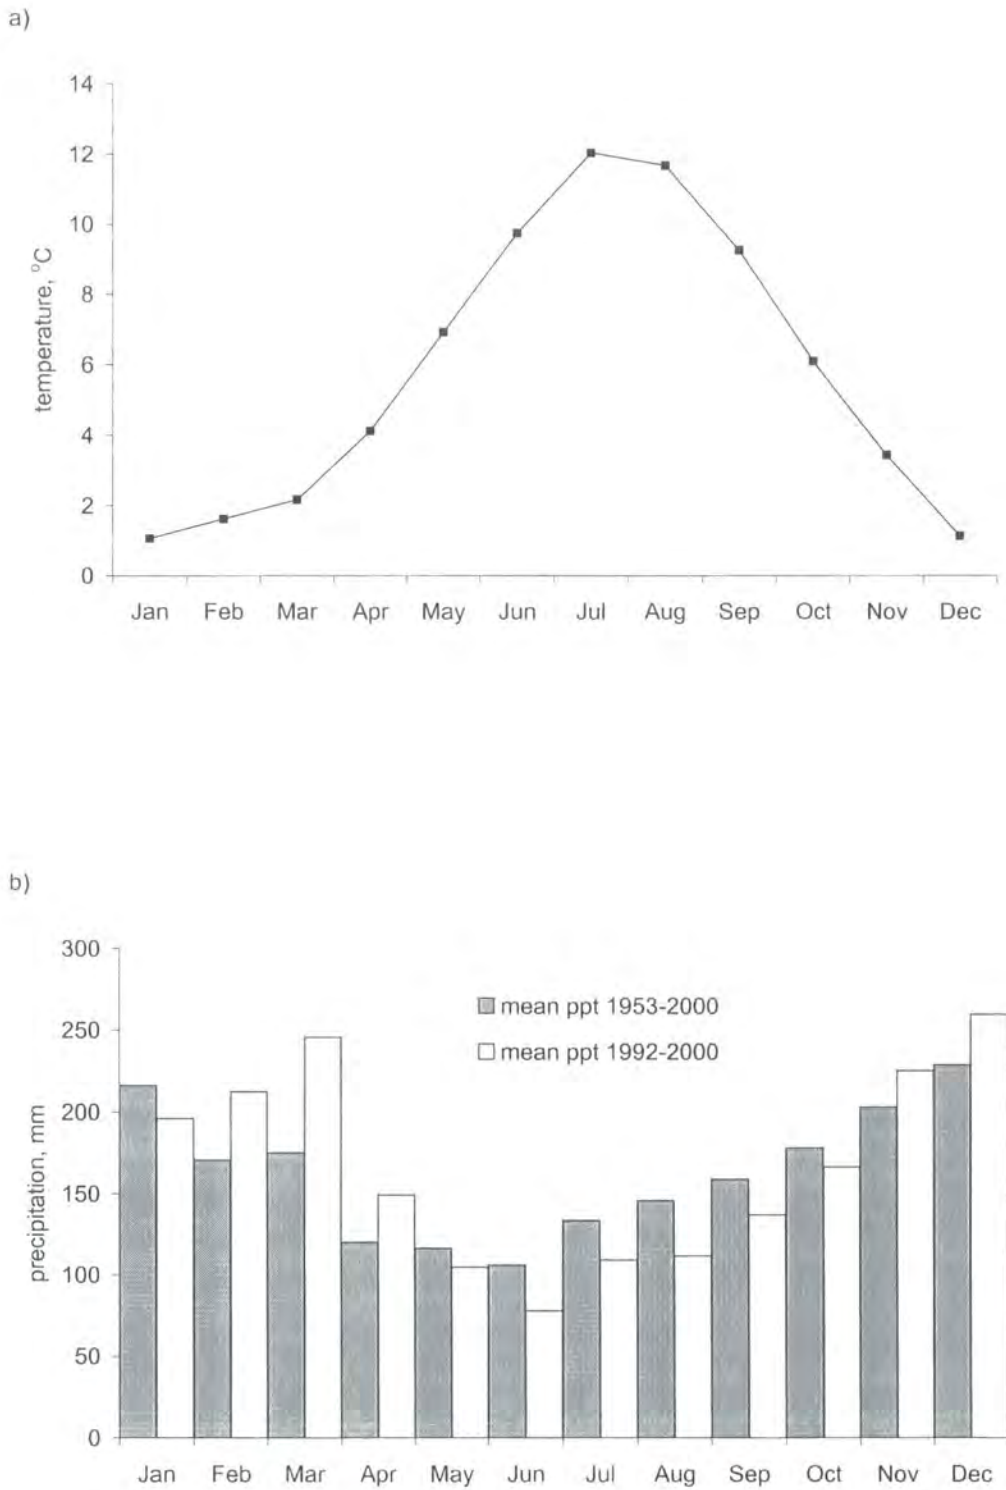 a)
14
12
10
8
6
4
2
0
temperature, °C
Jan Feb Mar Apr May Jun Jul Aug Sep Oct Nov Dec
b)
300
250
200
150
100
50
0
precipitation, mm
mean ppt 1953-2000
mean ppt 1992-2000
Jan Feb Mar Apr May Jun Jul Aug Sep Oct Nov Dec